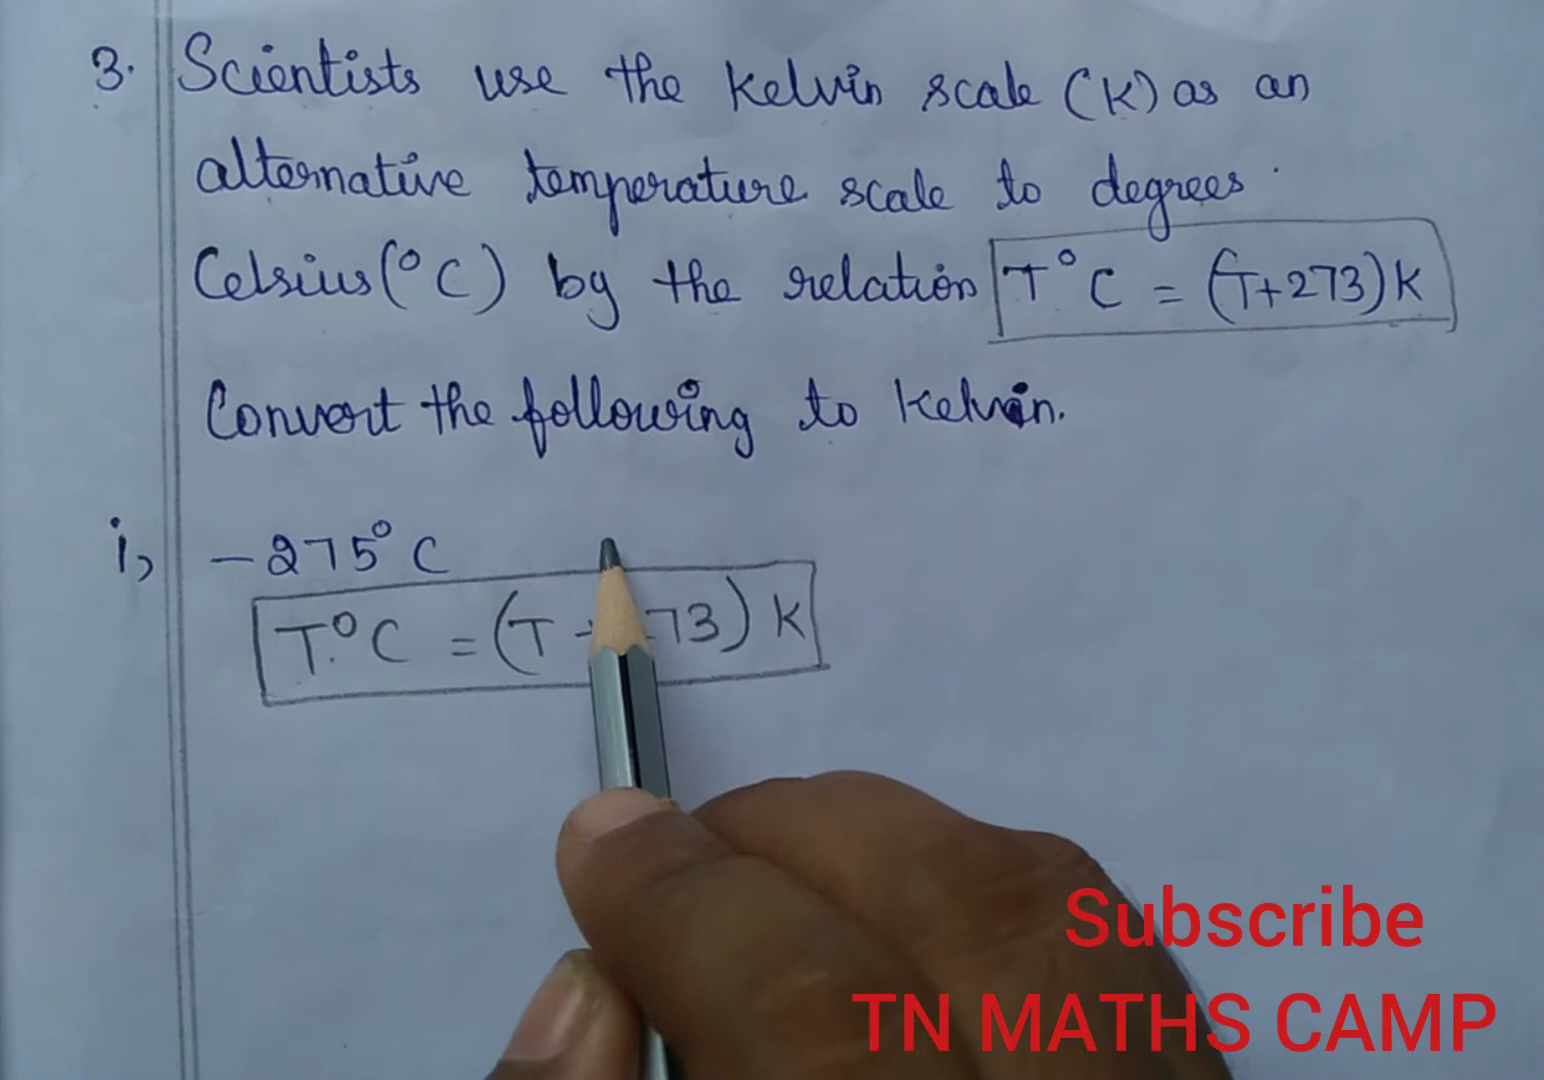 3. Scientists use the Kelvin scale (K) as an
alternative temperature scale to degrees
Celsius (°C) by the relation T°C = (T+273)K
Convert the following to Kelvin.
i, -275°C
T°C = (T + 73) K
Subscribe
TN MATHS CAMP